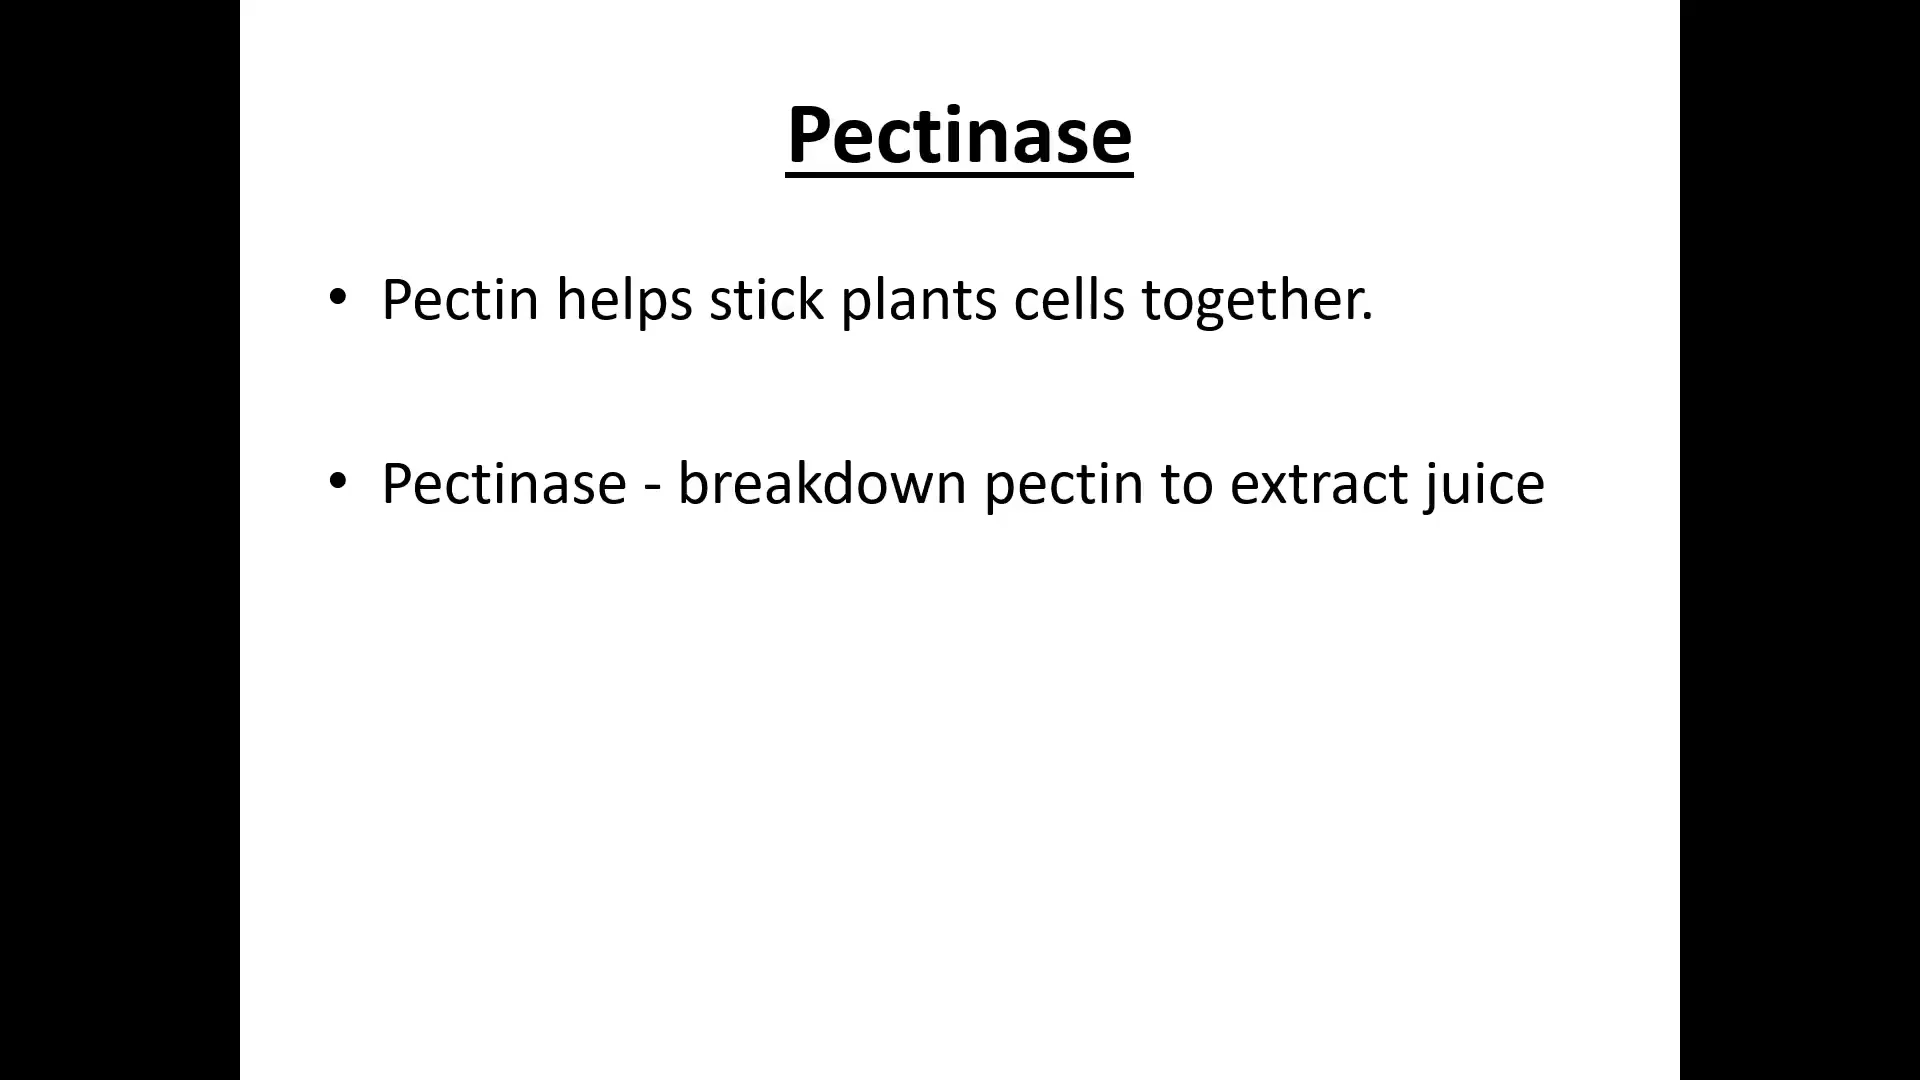 Pectinase
• Pectin helps stick plants cells together.
• Pectinase - breakdown pectin to extract juice